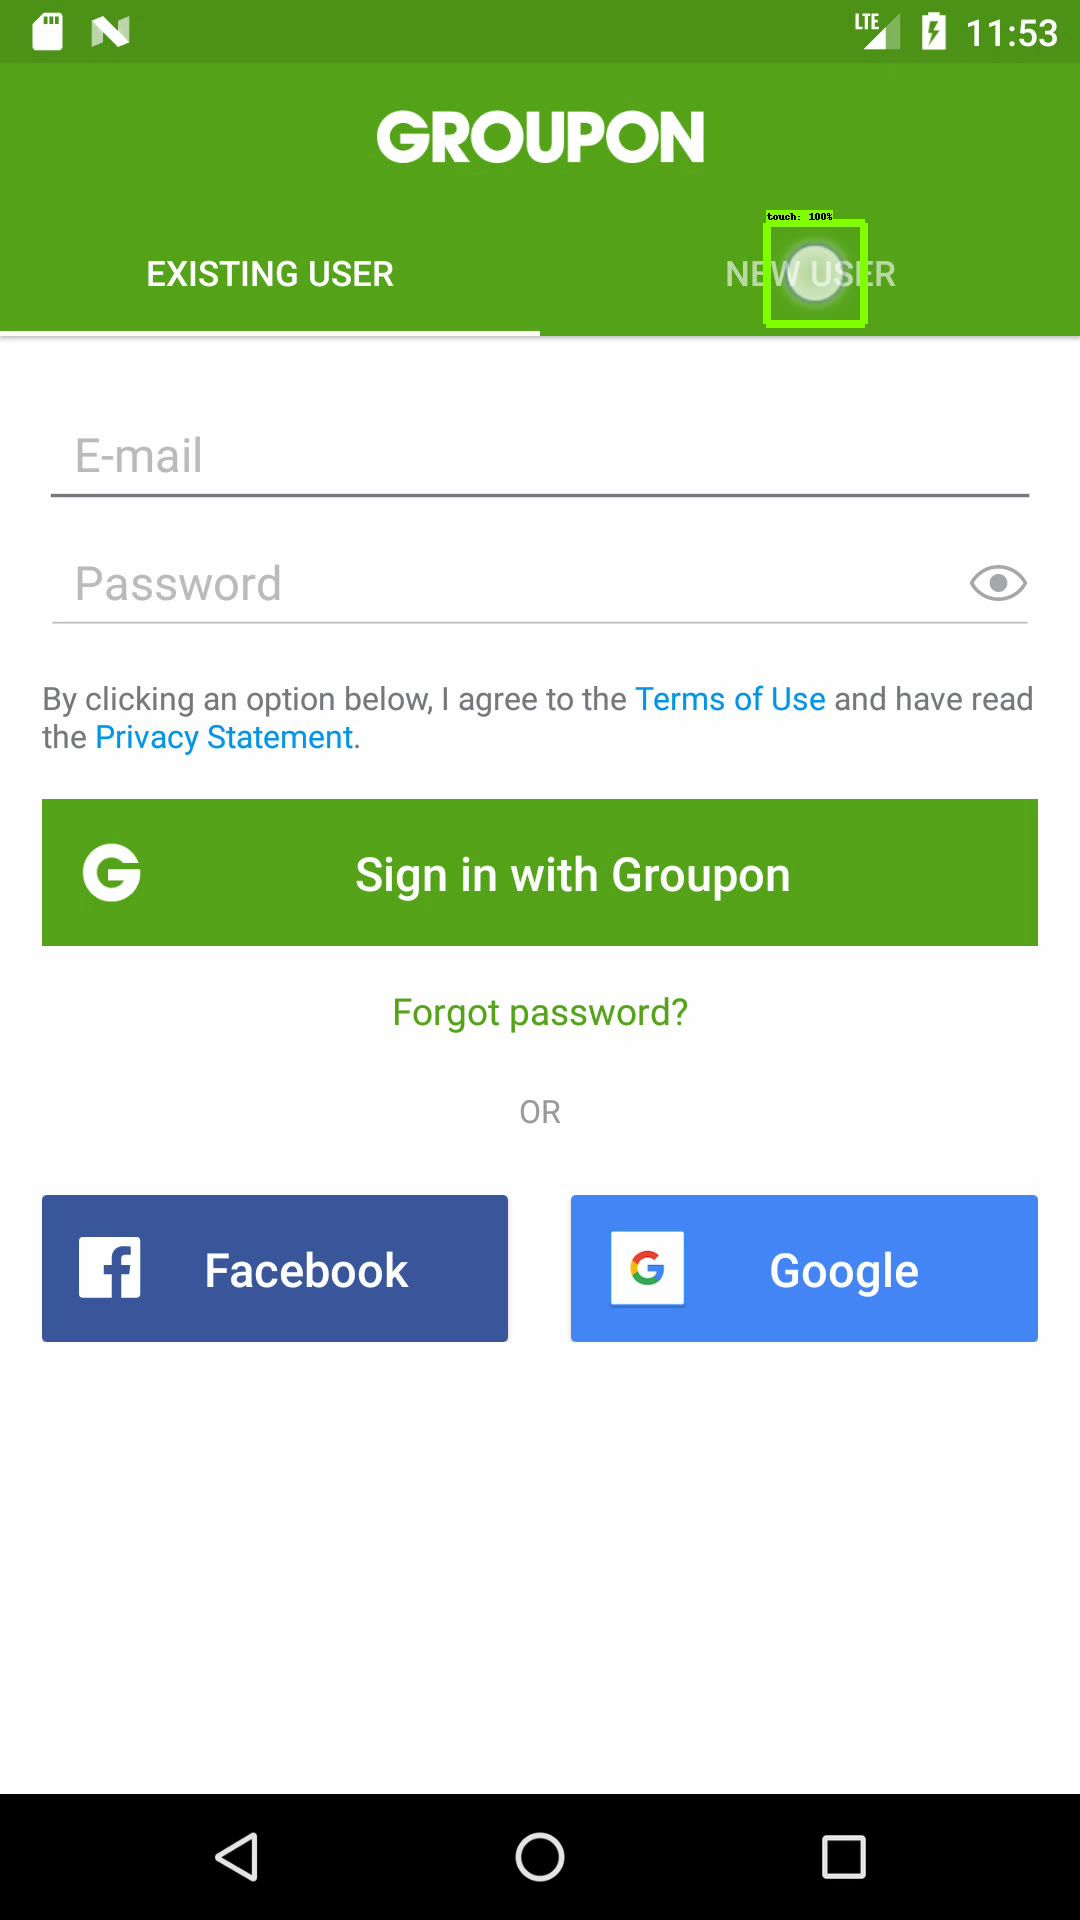 LTE 11:53
GROUPON
touch: 100%
EXISTING USER NEW USER
E-mail
Password
By clicking an option below, I agree to the Terms of Use and have read
the Privacy Statement.
G Sign in with Groupon
Forgot password?
OR
f Facebook G Google